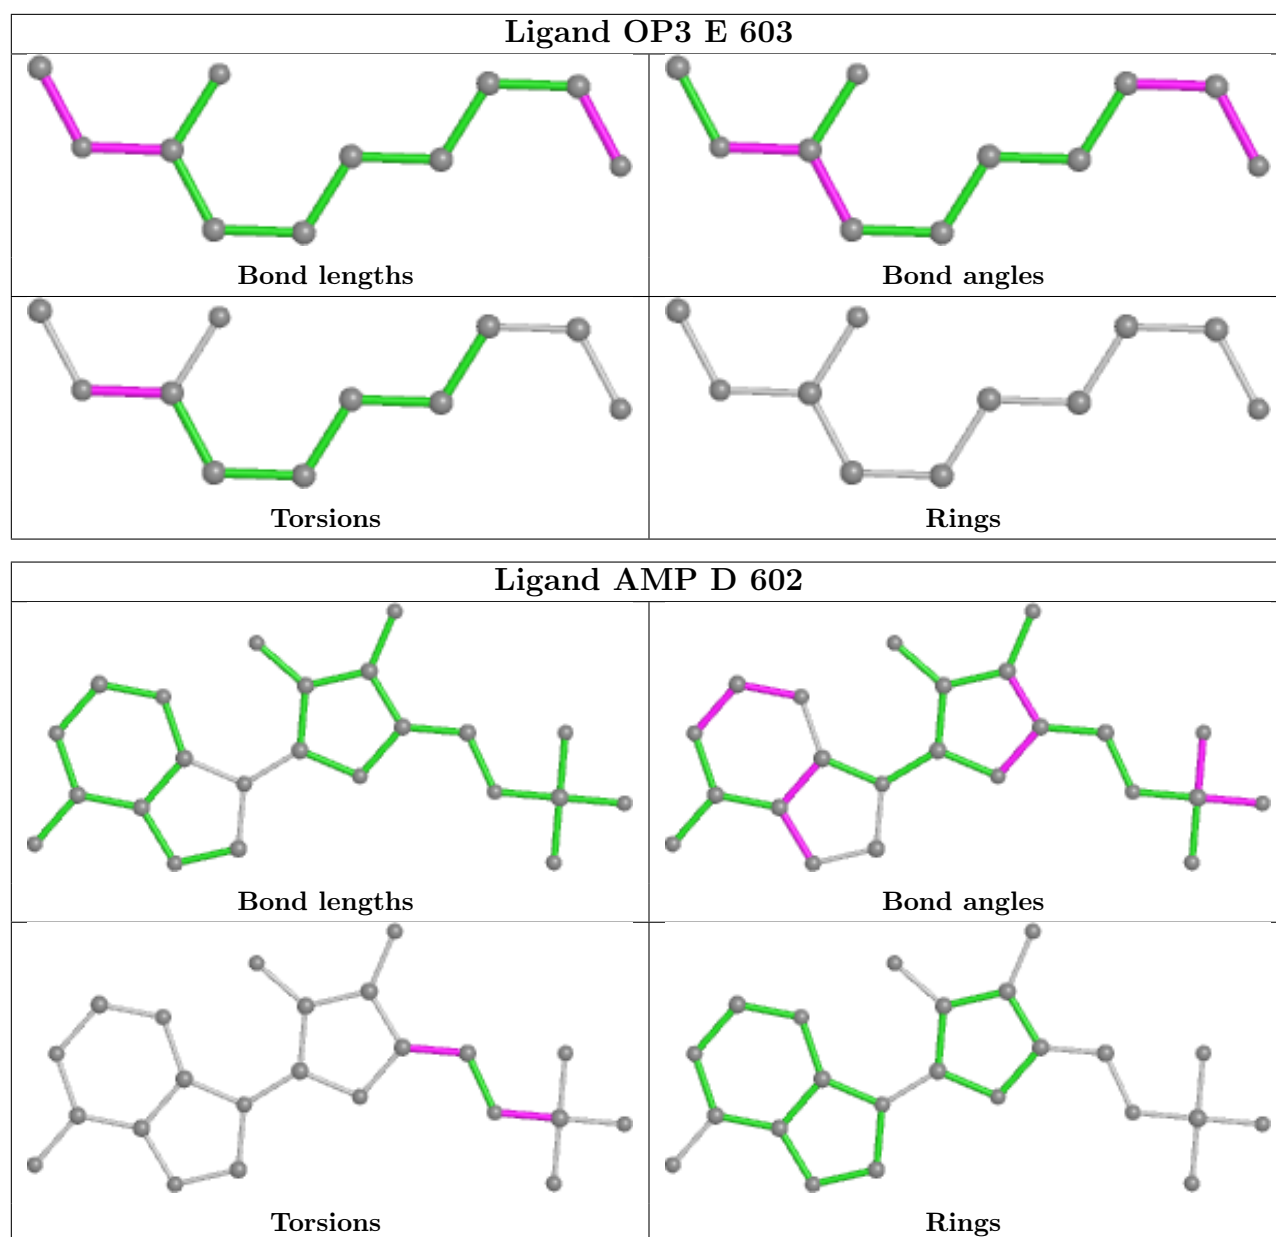 Ligand OP3 E 603
Bond lengths
Bond angles
Torsions
Rings
Ligand AMP D 602
Bond lengths
Bond angles
Torsions
Rings